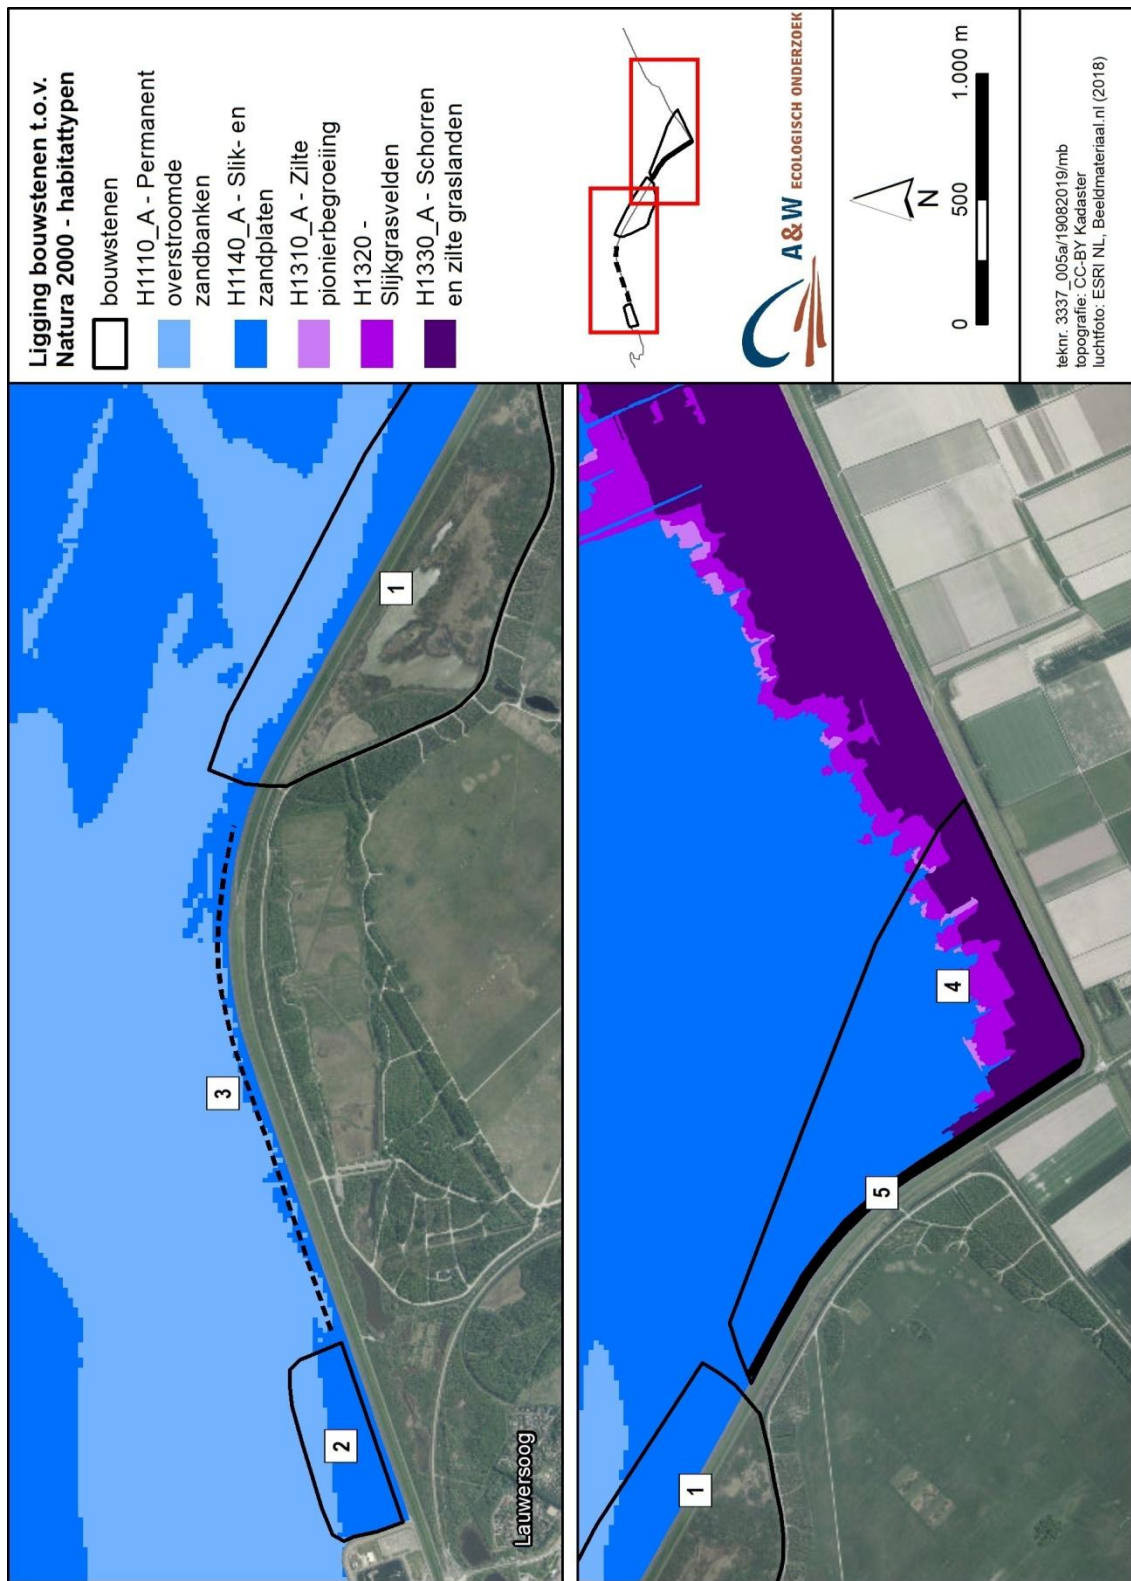 Ligging bouwstenen t.o.v.
Natura 2000 - habitattypen
bouwstenen
H1110_A - Permanent
overstroomde
zandbanken
H1140_A - Slik- en
zandplaten
H1310_A - Zilte
pionierbegroeiing
H1320 -
Slijkgrasvelden
H1330_A - Schorren
en zilte graslanden
A&W ECOLOGISCH ONDERZOEK
N
0 500 1.000 m
teknr. 3337_005a/19082019/mb
topografie: CC-BY Kadaster
luchtfoto: ESRI NL, Beeldmateriaal.nl (2018)
2
3
1
Lauwersoog
1
5
4